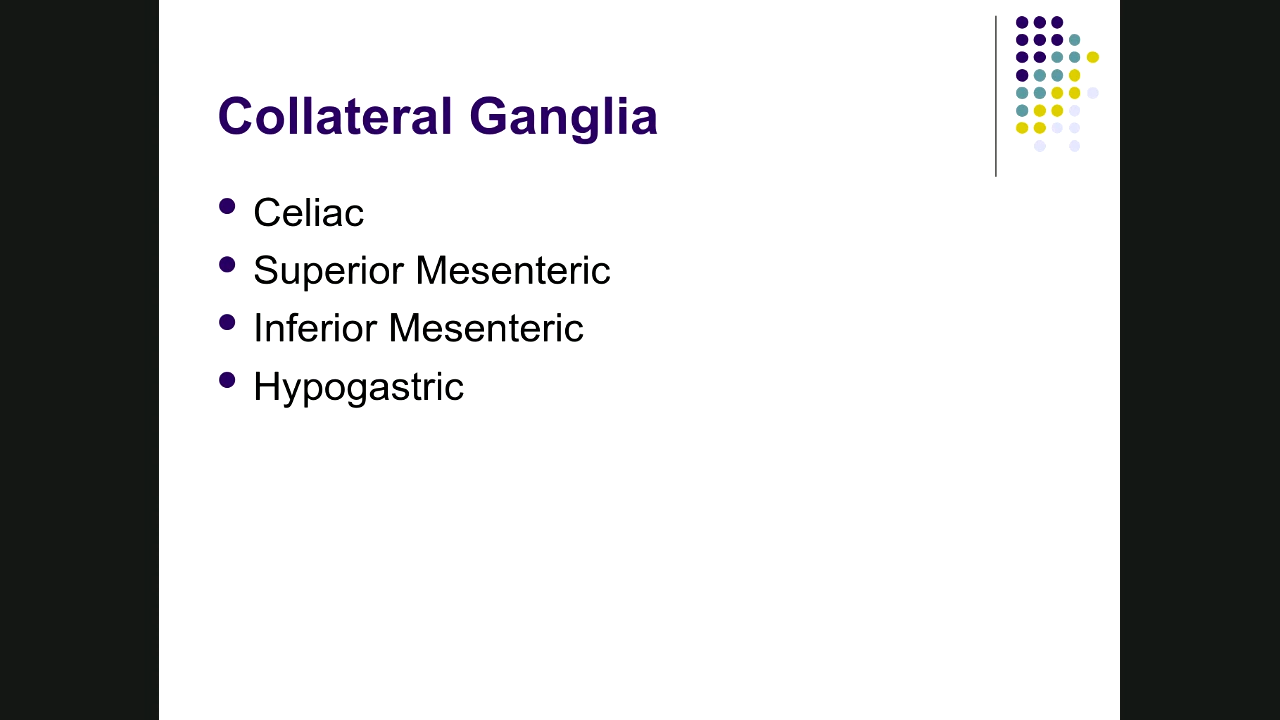 Collateral Ganglia
Celiac
Superior Mesenteric
Inferior Mesenteric
Hypogastric